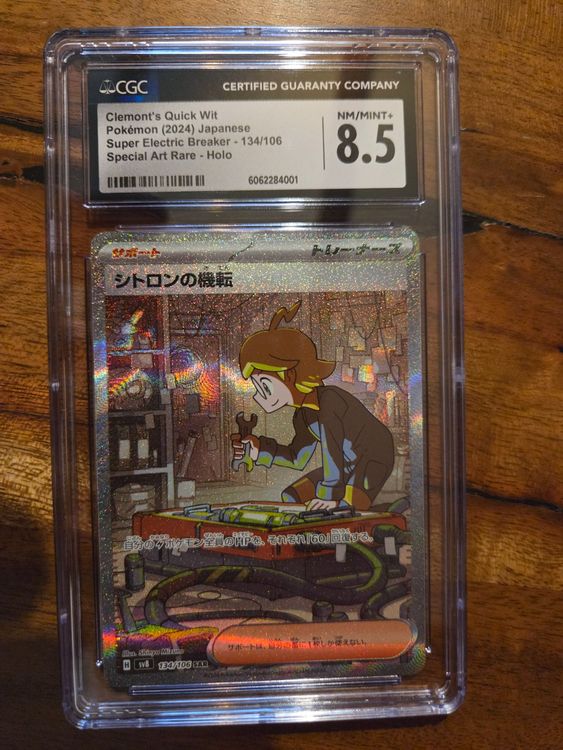 CGC CERTIFIED GUARANTY COMPANY
Clemont's Quick Wit
Pokémon (2024) Japanese
Super Electric Breaker - 134/106
Special Art Rare - Holo
NM/MINT+
8.5
6062284001
サポート トレーナーズ
シトロンの機転
自分の タポケモン全員のHPを、それぞれ「60」回復する。
Illus. Shinya Mizuno
サポートは、自分の番に1枚しか使えない。
H sv8 134/106 SAR